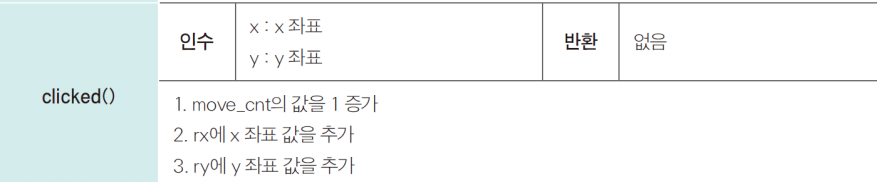 clicked()
인수
x : x 좌표
y : y 좌표
반환
없음
1. move_cnt의 값을 1 증가
2. rx에 x 좌표 값을 추가
3. ry에 y 좌표 값을 추가